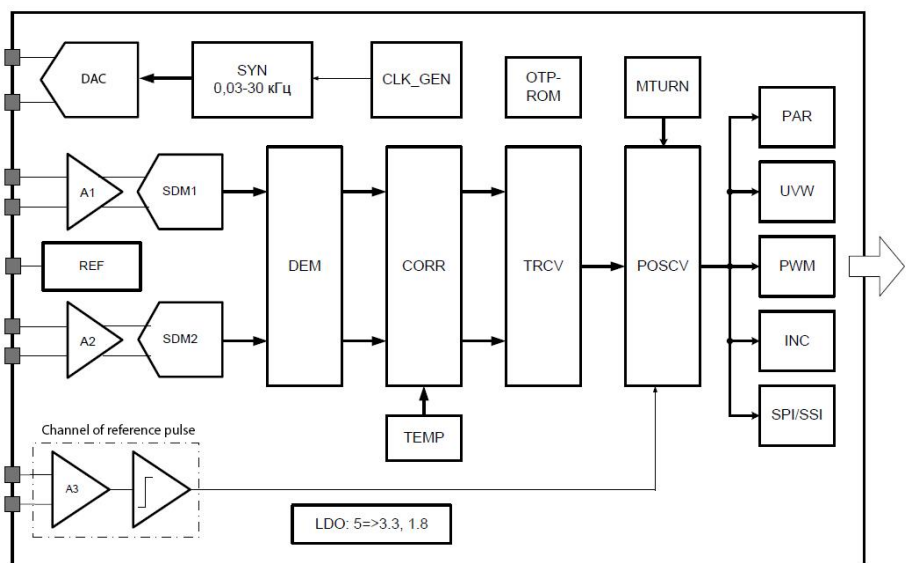 DAC
SYN
0,03-30 кГц
CLK_GEN
OTP-
ROM
MTURN
PAR
A1
SDM1
UVW
REF
DEM
CORR
TRCV
POSCV
PWM
A2
SDM2
INC
TEMP
SPI/SSI
Channel of reference pulse
A3
LDO: 5=>3.3, 1.8